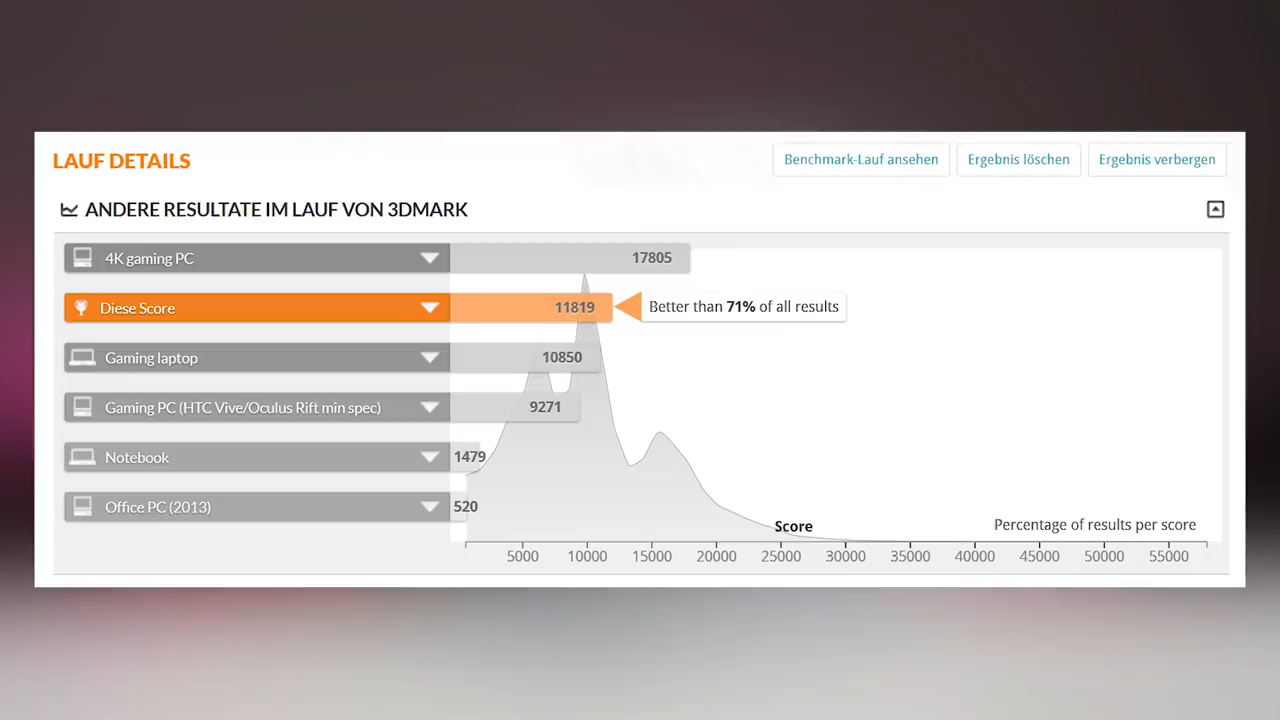 LAUF DETAILS
Benchmark-Lauf ansehen
Ergebnis löschen
Ergebnis verbergen
ANDERE RESULTATE IM LAUF VON 3DMARK
4K gaming PC 17805
Diese Score 11819 Better than 71% of all results
Gaming laptop 10850
Gaming PC (HTC Vive/Oculus Rift min spec) 9271
Notebook 1479
Office PC (2013) 520
Score
Percentage of results per score
5000 10000 15000 20000 25000 30000 35000 40000 45000 50000 55000